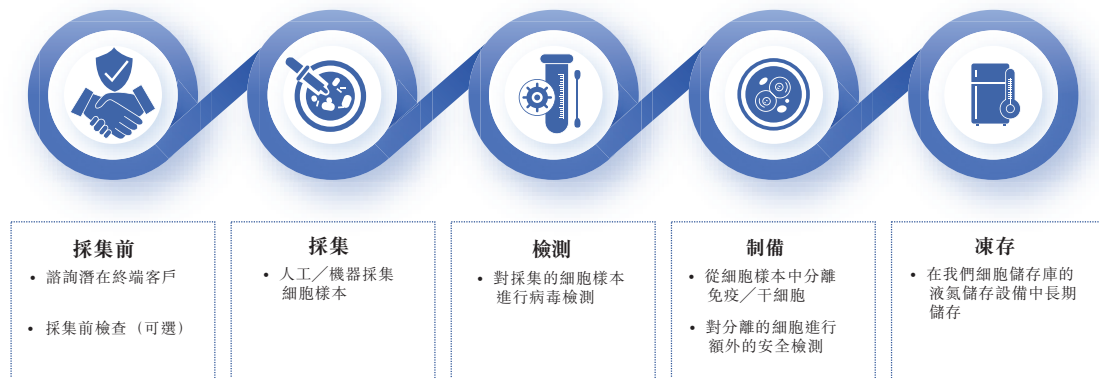 採集前
• 諮詢潛在終端客戶
• 採集前檢查（可選）
採集
• 人工／機器採集
細胞樣本
檢測
• 對採集的細胞樣本
進行病毒檢測
制備
• 從細胞樣本中分離
免疫／干細胞
• 對分離的細胞進行
額外的安全檢測
凍存
• 在我們細胞儲存庫的
液氮儲存設備中長期
儲存